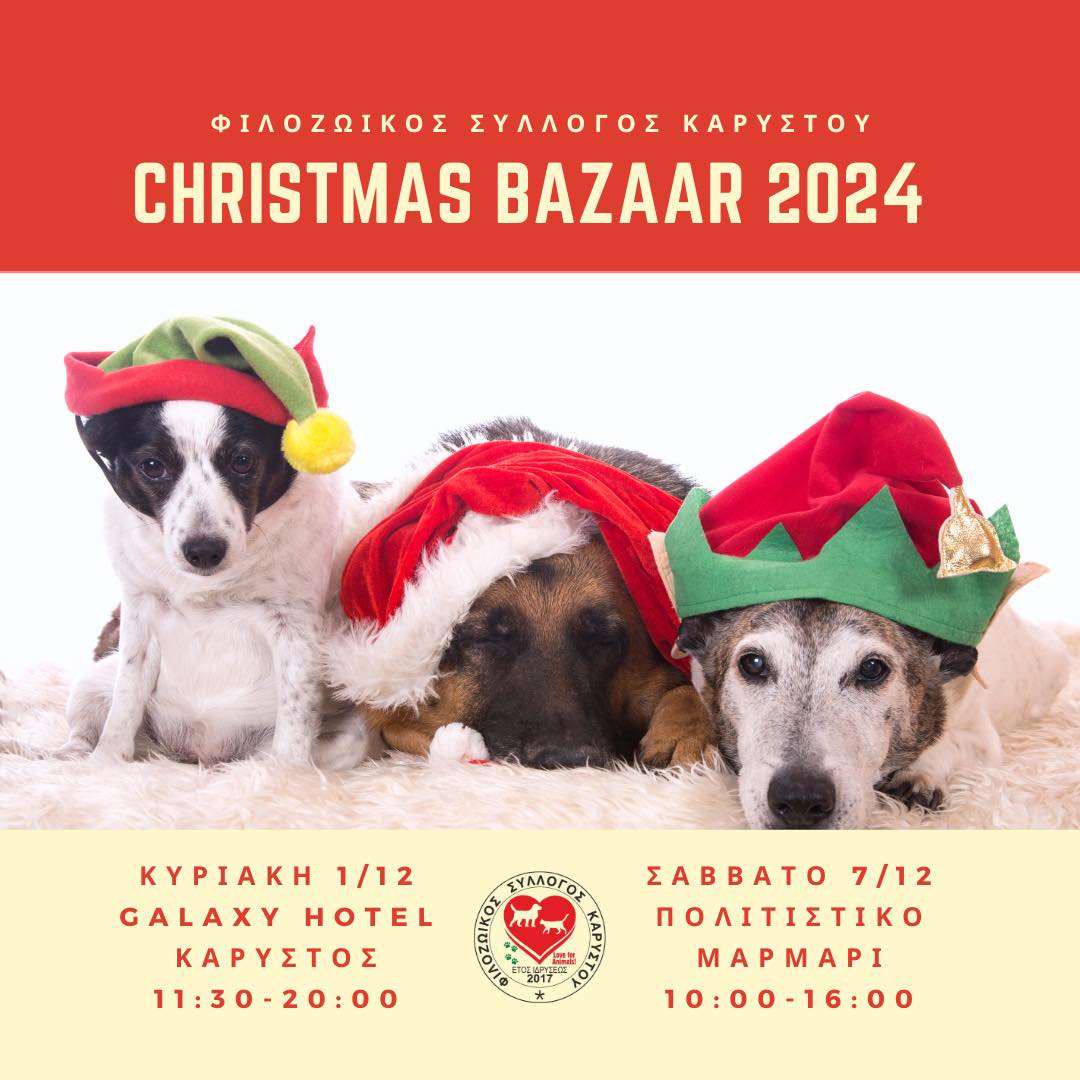 ΦΙΛΟΖΩΙΚΟΣ ΣΥΛΛΟΓΟΣ ΚΑΡΥΣΤΟΥ
CHRISTMAS BAZAAR 2024
ΚΥΡΙΑΚΗ 1/12
GALAXY HOTEL
ΚΑΡΥΣΤΟΣ
11:30-20:00
ΦΙΛΟΖΩΙΚΟΣ ΣΥΛΛΟΓΟΣ ΚΑΡΥΣΤΟΥ
Love for
Animals!
ΕΤΟΣ ΙΔΡΥΣΕΩΣ
2017
ΣΑΒΒΑΤΟ 7/12
ΠΟΛΙΤΙΣΤΙΚΟ
ΜΑΡΜΑΡΙ
10:00-16:00